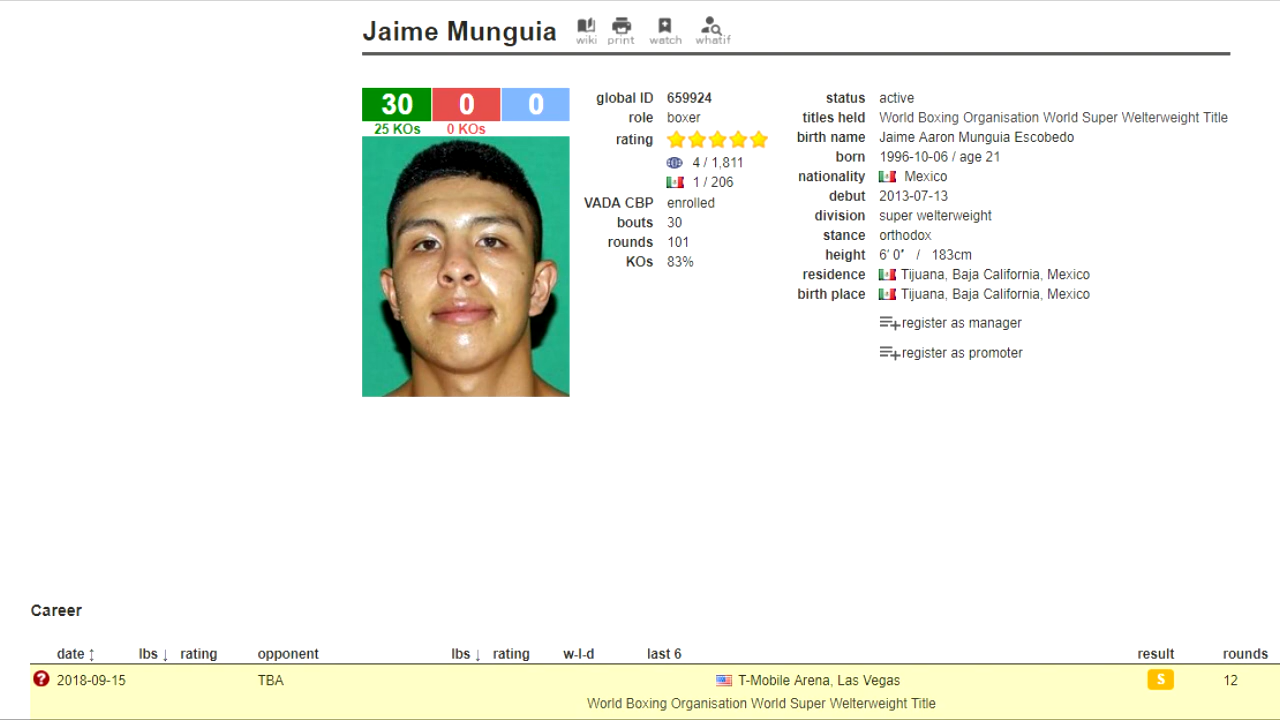 Jaime Munguia
wiki print watch whatif
30 0 0
25 KOs 0 KOs
global ID 659924
role boxer
rating
4 / 1,811
1 / 206
VADA CBP enrolled
bouts 30
rounds 101
KOs 83%
status active
titles held World Boxing Organisation World Super Welterweight Title
birth name Jaime Aaron Munguia Escobedo
born 1996-10-06 / age 21
nationality Mexico
debut 2013-07-13
division super welterweight
stance orthodox
height 6′ 0″ / 183cm
residence Tijuana, Baja California, Mexico
birth place Tijuana, Baja California, Mexico
register as manager
register as promoter
Career
date ↕ lbs ↓ rating opponent lbs ↓ rating w-l-d last 6 result rounds
? 2018-09-15 TBA T-Mobile Arena, Las Vegas S 12
World Boxing Organisation World Super Welterweight Title